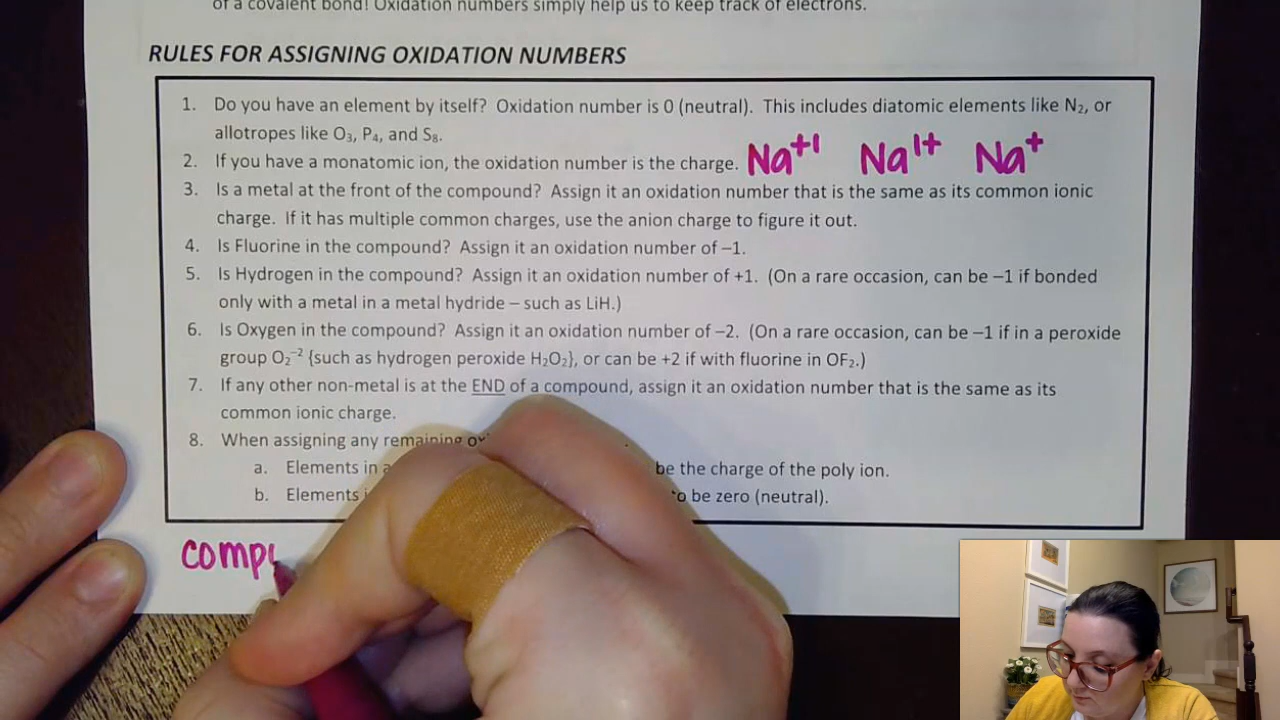 of a covalent bond! Oxidation numbers simply help us to keep track of electrons.
RULES FOR ASSIGNING OXIDATION NUMBERS
1. Do you have an element by itself? Oxidation number is 0 (neutral). This includes diatomic elements like N₂, or
allotropes like O₃, P₄, and S₈.
2. If you have a monatomic ion, the oxidation number is the charge. Na⁺¹ Na¹⁺ Na⁺
3. Is a metal at the front of the compound? Assign it an oxidation number that is the same as its common ionic
charge. If it has multiple common charges, use the anion charge to figure it out.
4. Is Fluorine in the compound? Assign it an oxidation number of –1.
5. Is Hydrogen in the compound? Assign it an oxidation number of +1. (On a rare occasion, can be –1 if bonded
only with a metal in a metal hydride – such as LiH.)
6. Is Oxygen in the compound? Assign it an oxidation number of –2. (On a rare occasion, can be –1 if in a peroxide
group O₂⁻² {such as hydrogen peroxide H₂O₂}, or can be +2 if with fluorine in OF₂.)
7. If any other non-metal is at the END of a compound, assign it an oxidation number that is the same as its
common ionic charge.
8. When assigning any remaining
a. Elements in be the charge of the poly ion.
b. Elements be zero (neutral).
comp